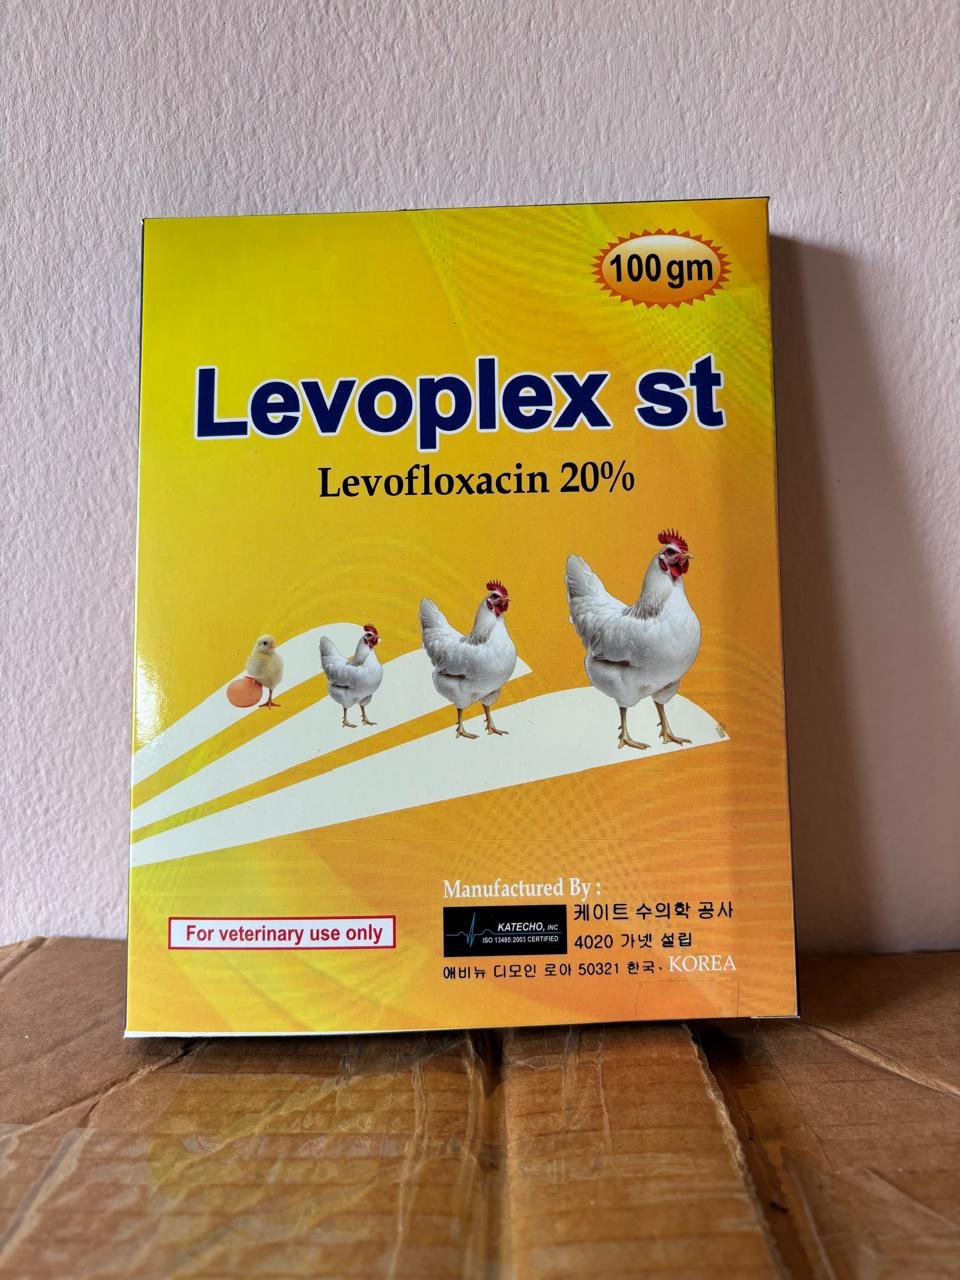 100 gm
Levoplex st
Levofloxacin 20%
For veterinary use only
Manufactured By :
KATECHO, INC
ISO 13485:2003 CERTIFIED
케이트 수의학 공사
4020 가넷 설립
애비뉴 디모인 로아 50321 한국. KOREA